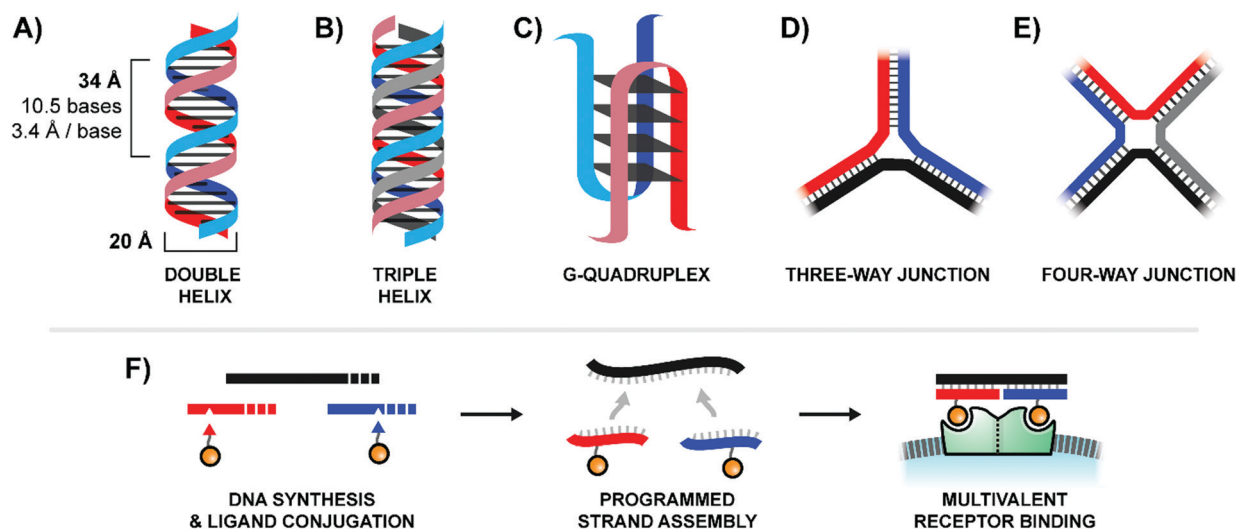 A)
B)
C)
D)
E)
34 Å
10.5 bases
3.4 Å / base
20 Å
DOUBLE
HELIX
TRIPLE
HELIX
G-QUADRUPLEX
THREE-WAY JUNCTION
FOUR-WAY JUNCTION
F)
DNA SYNTHESIS
& LIGAND CONJUGATION
PROGRAMMED
STRAND ASSEMBLY
MULTIVALENT
RECEPTOR BINDING